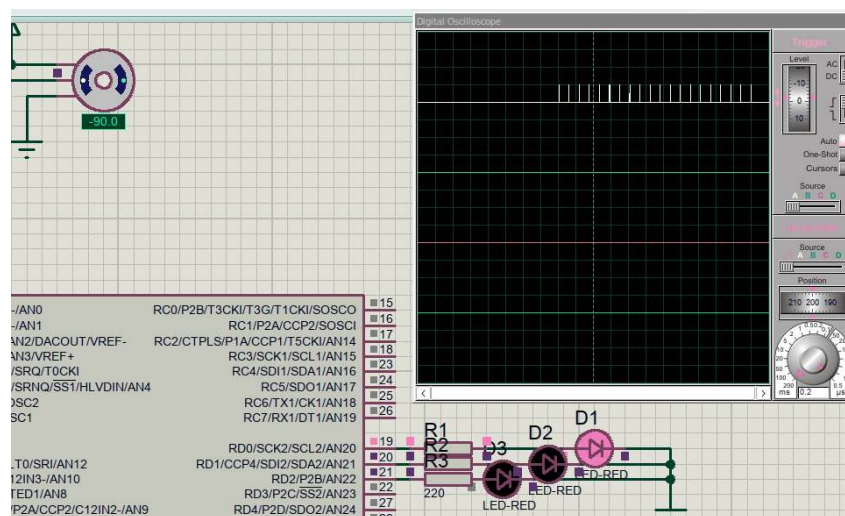 Digital Oscilloscope
Trigger
Level
AC
DC
-10
0
10
Auto
One-Shot
Cursors
Source
A B C D
Source
A B C D
Position
210 200 190
200
ms
0.2
µs
-90.0
-/AN0
-/AN1
AN2/DACOUT/VREF-
AN3/VREF+
/SRQ/T0CKI
/SRNQ/SS1/HLVDIN/AN4
OSC2
SC1
LT0/SRI/AN12
12IN3-/AN10
TED1/AN8
/P2A/CCP2/C12IN2-/AN9
RC0/P2B/T3CKI/T3G/T1CKI/SOSCO
RC1/P2A/CCP2/SOSCI
RC2/CTPLS/P1A/CCP1/T5CKI/AN14
RC3/SCK1/SCL1/AN15
RC4/SDI1/SDA1/AN16
RC5/SDO1/AN17
RC6/TX1/CK1/AN18
RC7/RX1/DT1/AN19
RD0/SCK2/SCL2/AN20
RD1/CCP4/SDI2/SDA2/AN21
RD2/P2B/AN22
RD3/P2C/SS2/AN23
RD4/P2D/SDO2/AN24
15
16
17
18
23
24
25
26
19
20
21
22
27
R1
R2
R3
220
D3
LED-RED
D2
LED-RED
D1
LED-RED